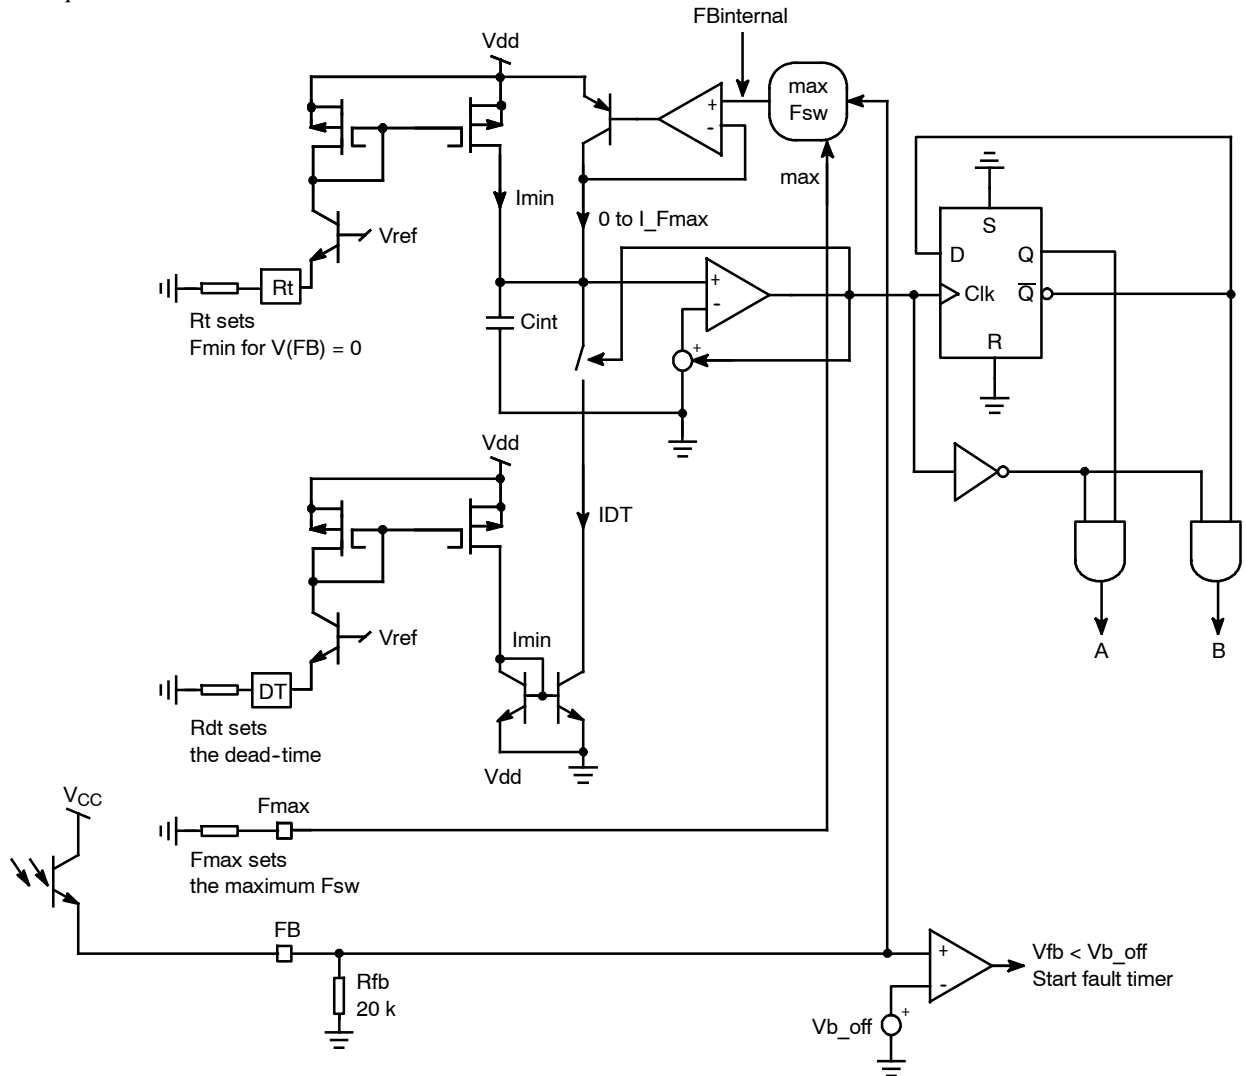 FBinternal
Vdd
max
Fsw
+
-
max
Imin
0 to I_Fmax
Vref
S
D
Q
Rt
Clk
Q
+
-
Rt sets
Fmin for V(FB) = 0
Cint
+
R
Vdd
IDT
Vref
Imin
A
B
DT
Rdt sets
the dead-time
Vdd
VCC
Fmax
Fmax sets
the maximum Fsw
FB
+
-
Vfb < Vb_off
Start fault timer
Rfb
20 k
+
Vb_off